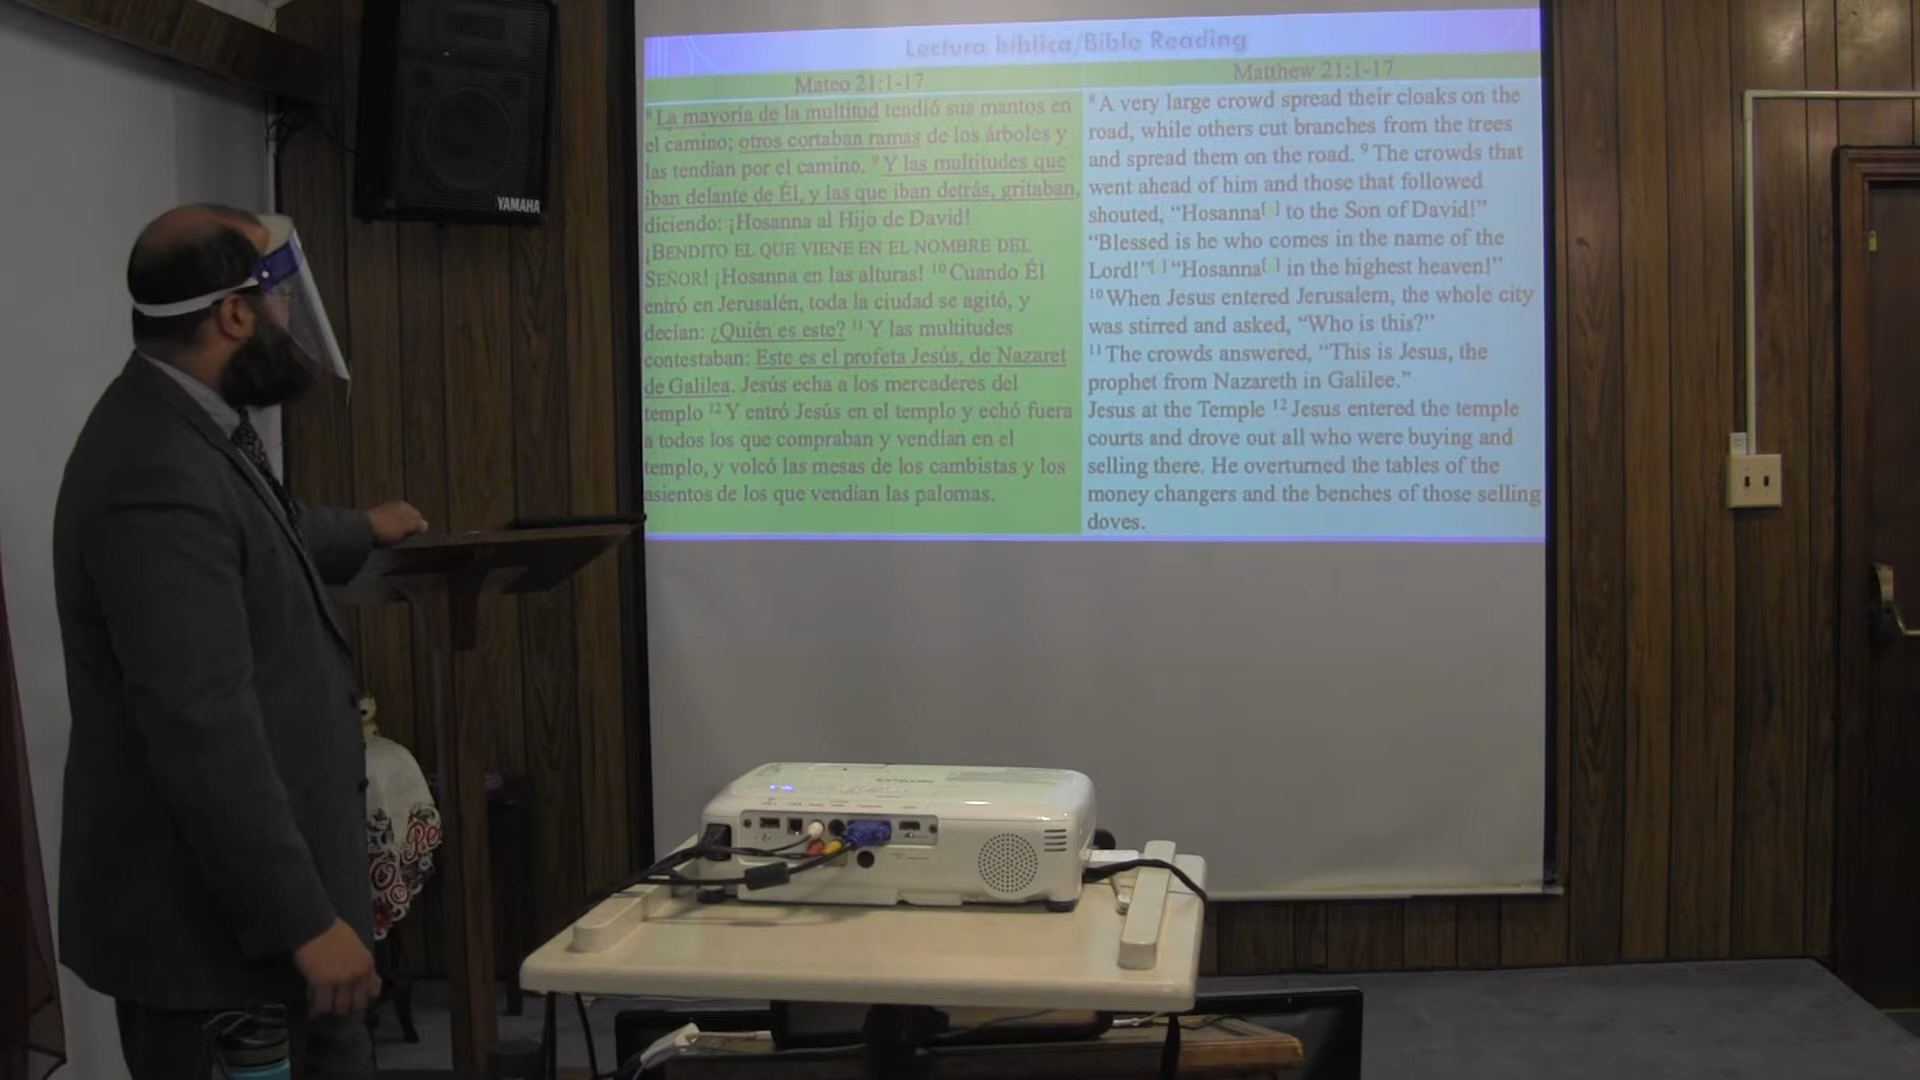 Lectura bíblica/Bible Reading
Mateo 21:1-17
⁸ La mayoría de la multitud tendió sus mantos en
el camino; otros cortaban ramas de los árboles y
las tendían por el camino. ⁹ Y las multitudes que
iban delante de Él, y las que iban detrás, gritaban,
diciendo: ¡Hosanna al Hijo de David!
¡BENDITO EL QUE VIENE EN EL NOMBRE DEL
SEÑOR! ¡Hosanna en las alturas! ¹⁰ Cuando Él
entró en Jerusalén, toda la ciudad se agitó, y
decían: ¿Quién es este? ¹¹ Y las multitudes
contestaban: Este es el profeta Jesús, de Nazaret
de Galilea. Jesús echa a los mercaderes del
templo ¹² Y entró Jesús en el templo y echó fuera
a todos los que compraban y vendían en el
templo, y volcó las mesas de los cambistas y los
asientos de los que vendían las palomas.
Matthew 21:1-17
⁸ A very large crowd spread their cloaks on the
road, while others cut branches from the trees
and spread them on the road. ⁹ The crowds that
went ahead of him and those that followed
shouted, “Hosanna[ ] to the Son of David!”
“Blessed is he who comes in the name of the
Lord!”[ ] “Hosanna[ ] in the highest heaven!”
¹⁰ When Jesus entered Jerusalem, the whole city
was stirred and asked, “Who is this?”
¹¹ The crowds answered, “This is Jesus, the
prophet from Nazareth in Galilee.”
Jesus at the Temple ¹² Jesus entered the temple
courts and drove out all who were buying and
selling there. He overturned the tables of the
money changers and the benches of those selling
doves.
YAMAHA